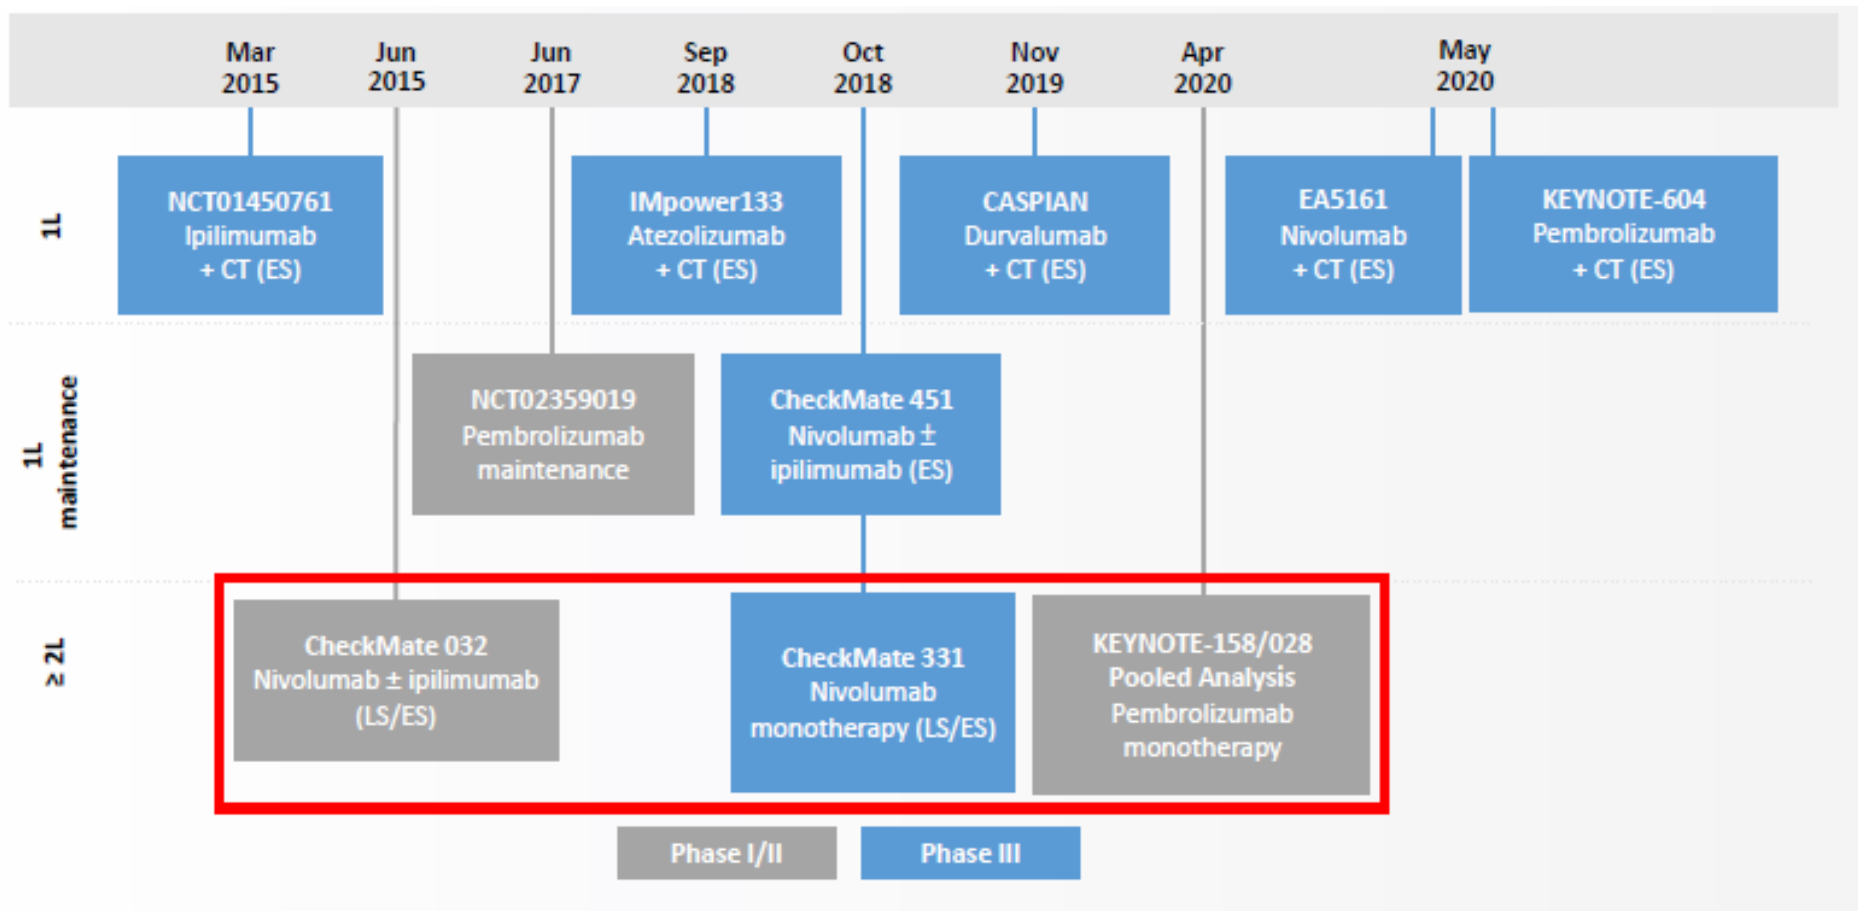 Mar
2015
Jun
2015
Jun
2017
Sep
2018
Oct
2018
Nov
2019
Apr
2020
May
2020
1L
NCT01450761
Ipilimumab
+ CT (ES)
IMpower133
Atezolizumab
+ CT (ES)
CASPIAN
Durvalumab
+ CT (ES)
EA5161
Nivolumab
+ CT (ES)
KEYNOTE-604
Pembrolizumab
+ CT (ES)
1L
maintenance
NCT02359019
Pembrolizumab
maintenance
CheckMate 451
Nivolumab ±
ipilimumab (ES)
≥ 2L
CheckMate 032
Nivolumab ± ipilimumab
(LS/ES)
CheckMate 331
Nivolumab
monotherapy (LS/ES)
KEYNOTE-158/028
Pooled Analysis
Pembrolizumab
monotherapy
Phase I/II
Phase III